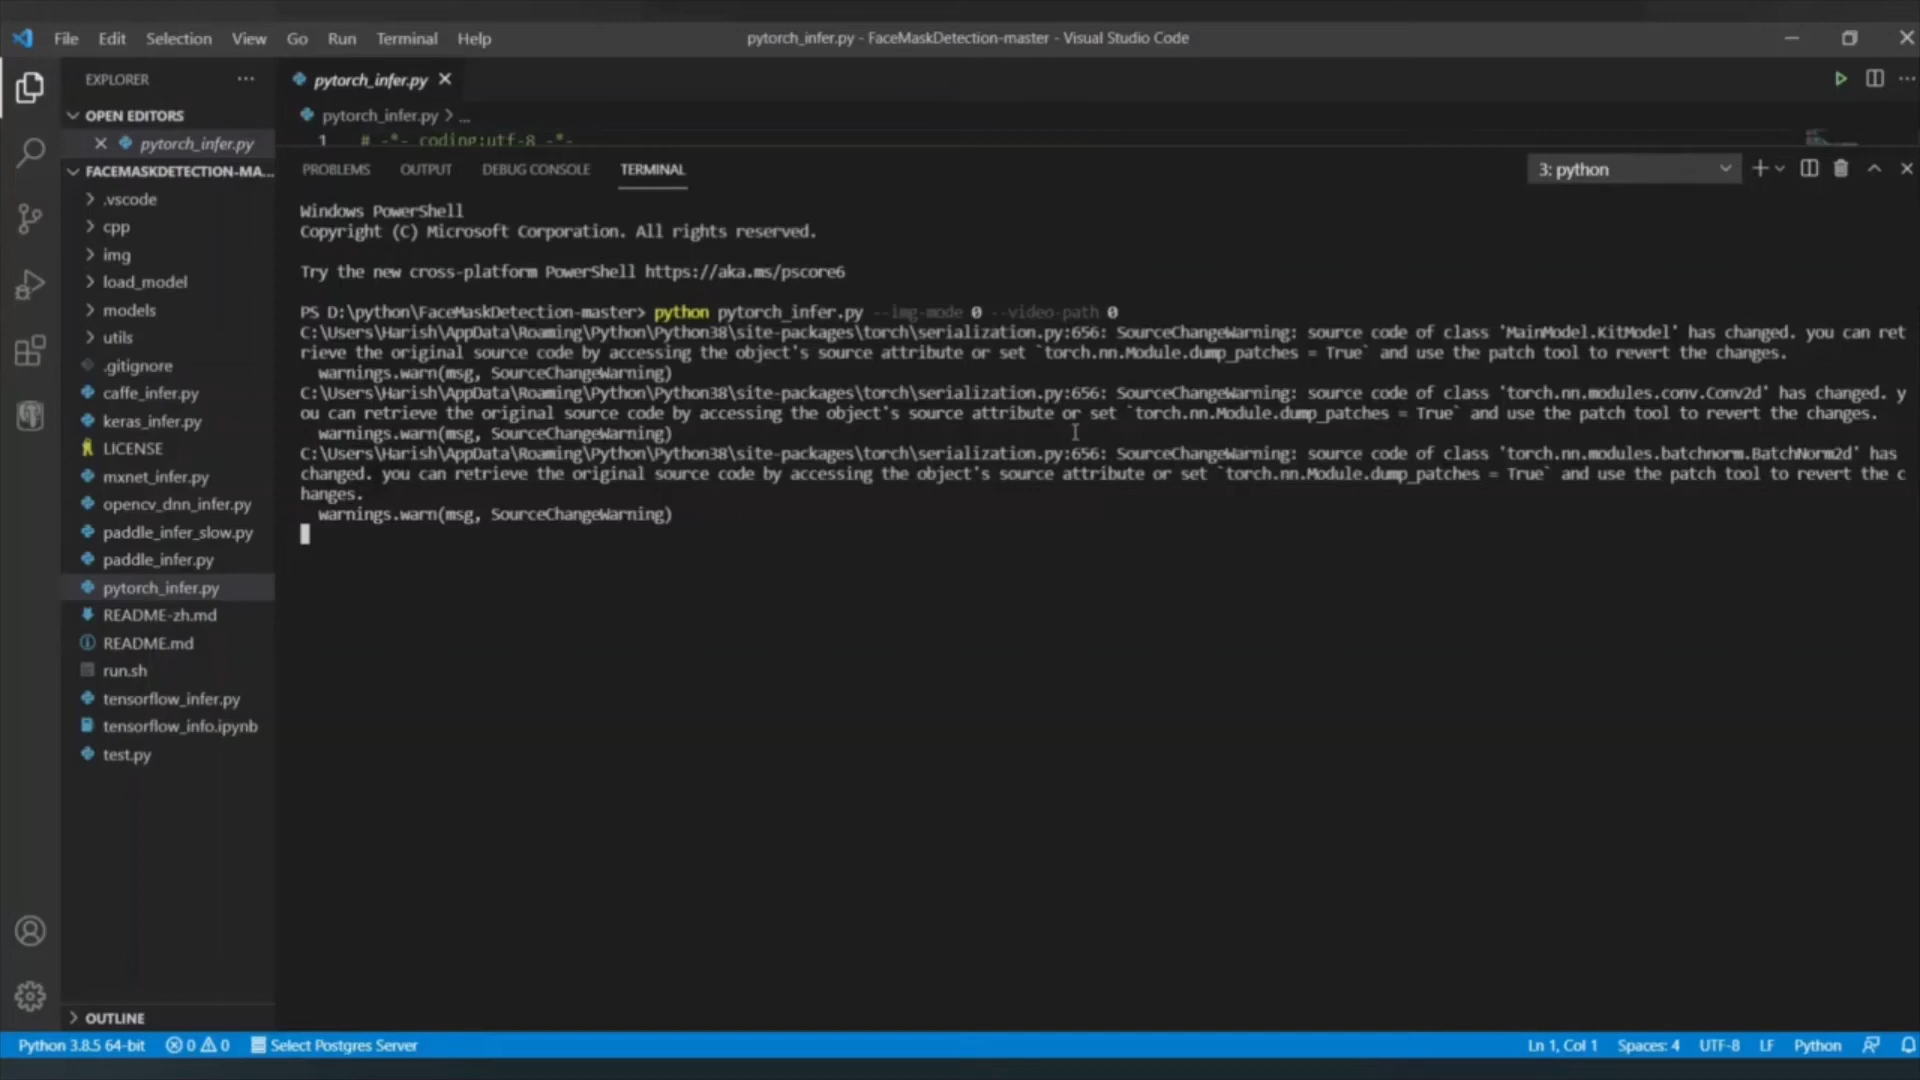 File Edit Selection View Go Run Terminal Help
pytorch_infer.py - FaceMaskDetection-master - Visual Studio Code
EXPLORER
OPEN EDITORS
pytorch_infer.py
FACEMASKDETECTION-MA...
.vscode
cpp
img
load_model
models
utils
.gitignore
caffe_infer.py
keras_infer.py
LICENSE
mxnet_infer.py
opencv_dnn_infer.py
paddle_infer_slow.py
paddle_infer.py
pytorch_infer.py
README-zh.md
README.md
run.sh
tensorflow_infer.py
tensorflow_info.ipynb
test.py
OUTLINE
pytorch_infer.py
pytorch_infer.py > ...
1 # -*- coding:utf-8 -*-
PROBLEMS OUTPUT DEBUG CONSOLE TERMINAL
3: python
Windows PowerShell
Copyright (C) Microsoft Corporation. All rights reserved.
Try the new cross-platform PowerShell https://aka.ms/pscore6
PS D:\python\FaceMaskDetection-master> python pytorch_infer.py --img-mode 0 --video-path 0
C:\Users\Harish\AppData\Roaming\Python\Python38\site-packages\torch\serialization.py:656: SourceChangeWarning: source code of class 'MainModel.KitModel' has changed. you can ret
rieve the original source code by accessing the object's source attribute or set `torch.nn.Module.dump_patches = True` and use the patch tool to revert the changes.
warnings.warn(msg, SourceChangeWarning)
C:\Users\Harish\AppData\Roaming\Python\Python38\site-packages\torch\serialization.py:656: SourceChangeWarning: source code of class 'torch.nn.modules.conv.Conv2d' has changed. y
ou can retrieve the original source code by accessing the object's source attribute or set `torch.nn.Module.dump_patches = True` and use the patch tool to revert the changes.
warnings.warn(msg, SourceChangeWarning)
C:\Users\Harish\AppData\Roaming\Python\Python38\site-packages\torch\serialization.py:656: SourceChangeWarning: source code of class 'torch.nn.modules.batchnorm.BatchNorm2d' has
changed. you can retrieve the original source code by accessing the object's source attribute or set `torch.nn.Module.dump_patches = True` and use the patch tool to revert the c
hanges.
warnings.warn(msg, SourceChangeWarning)
Python 3.8.5 64-bit 0 0 Select Postgres Server
Ln 1, Col 1 Spaces: 4 UTF-8 LF Python